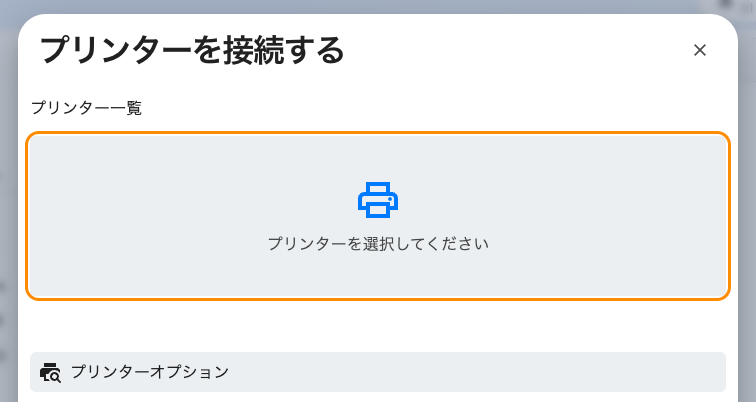 プリンターを接続する
プリンター一覧
プリンターを選択してください
プリンターオプション